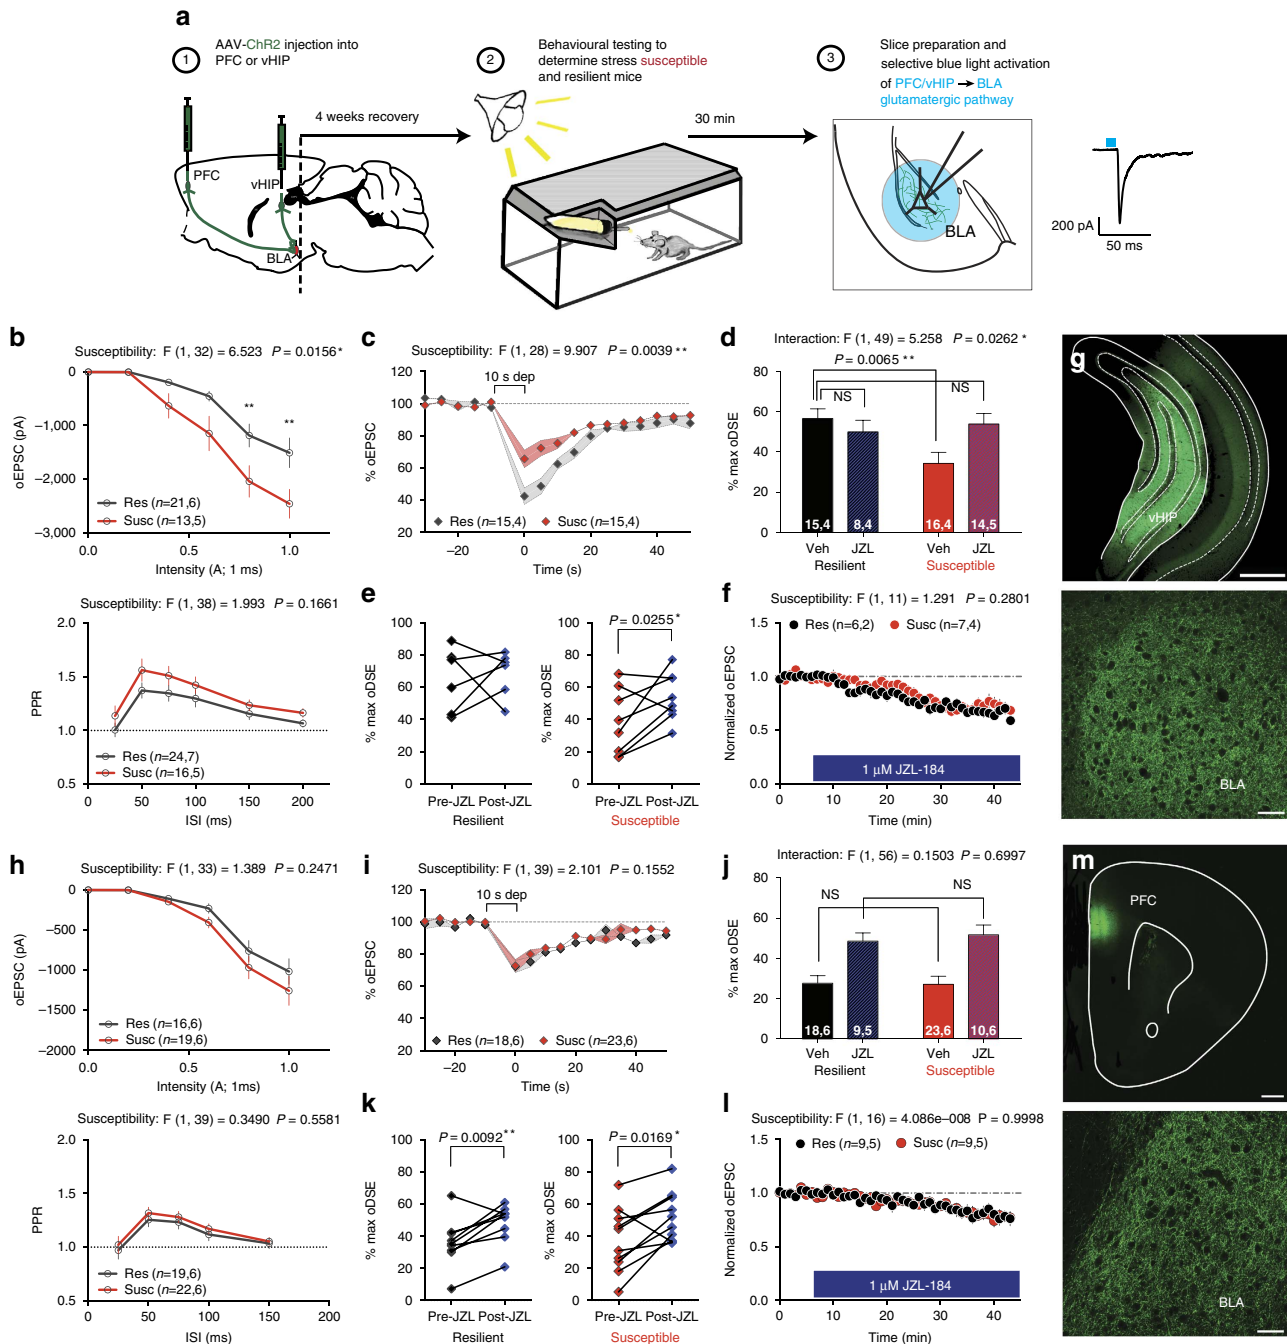 a
1
AAV-ChR2 injection into
PFC or vHIP
2
Behavioural testing to
determine stress susceptible
and resilient mice
3
Slice preparation and
selective blue light activation
of PFC/vHIP → BLA
glutamatergic pathway
4 weeks recovery
30 min
PFC
vHIP
BLA
BLA
200 pA
50 ms
b
Susceptibility: F (1, 32) = 6.523 P = 0.0156*
oEPSC (pA)
0
−1,000
−2,000
−3,000
**
**
Res (n=21,6)
Susc (n=13,5)
0.0 0.5 1.0
Intensity (A; 1 ms)
Susceptibility: F (1, 38) = 1.993 P = 0.1661
PPR
2.0
1.5
1.0
0.5
Res (n=24,7)
Susc (n=16,5)
0 50 100 150 200
ISI (ms)
c
Susceptibility: F (1, 28) = 9.907 P = 0.0039 **
10 s dep
% oEPSC
120
100
80
60
40
20
Res (n=15,4) Susc (n=15,4)
−20 0 20 40
Time (s)
d
Interaction: F (1, 49) = 5.258 P = 0.0262 *
P = 0.0065 **
NS
NS
% max oDSE
80
60
40
20
0
15,4 8,4 16,4 14,5
Veh JZL Veh JZL
Resilient Susceptible
e
P = 0.0255 *
% max oDSE
100
80
60
40
20
0
Pre-JZL Post-JZL
Resilient
% max oDSE
100
80
60
40
20
0
Pre-JZL Post-JZL
Susceptible
f
Susceptibility: F (1, 11) = 1.291 P = 0.2801
Res (n=6,2) Susc (n=7,4)
Normalized oEPSC
1.5
1.0
0.5
0.0
1 µM JZL-184
0 10 20 30 40
Time (min)
g
vHIP
BLA
h
Susceptibility: F (1, 33) = 1.389 P = 0.2471
oEPSC (pA)
0
−500
−1000
−1500
−2000
Res (n=16,6)
Susc (n=19,6)
0.0 0.5 1.0
Intensity (A; 1ms)
Susceptibility: F (1, 39) = 0.3490 P = 0.5581
PPR
2.0
1.5
1.0
0.5
Res (n=19,6)
Susc (n=22,6)
0 50 100 150 200
ISI (ms)
i
Susceptibility: F (1, 39) = 2.101 P = 0.1552
10 s dep
% oEPSC
120
100
80
60
40
20
Res (n=18,6) Susc (n=23,6)
−20 0 20 40
Time (s)
j
Interaction: F (1, 56) = 0.1503 P = 0.6997
NS
NS
% max oDSE
80
60
40
20
0
18,6 9,5 23,6 10,6
Veh JZL Veh JZL
Resilient Susceptible
k
P = 0.0092 **
% max oDSE
100
80
60
40
20
0
Pre-JZL Post-JZL
Resilient
P = 0.0169 *
% max oDSE
100
80
60
40
20
0
Pre-JZL Post-JZL
Susceptible
l
Susceptibility: F (1, 16) = 4.086e–008 P = 0.9998
Res (n=9,5) Susc (n=9,5)
Normalized oEPSC
1.5
1.0
0.5
0.0
1 µM JZL-184
0 10 20 30 40
Time (min)
m
PFC
BLA